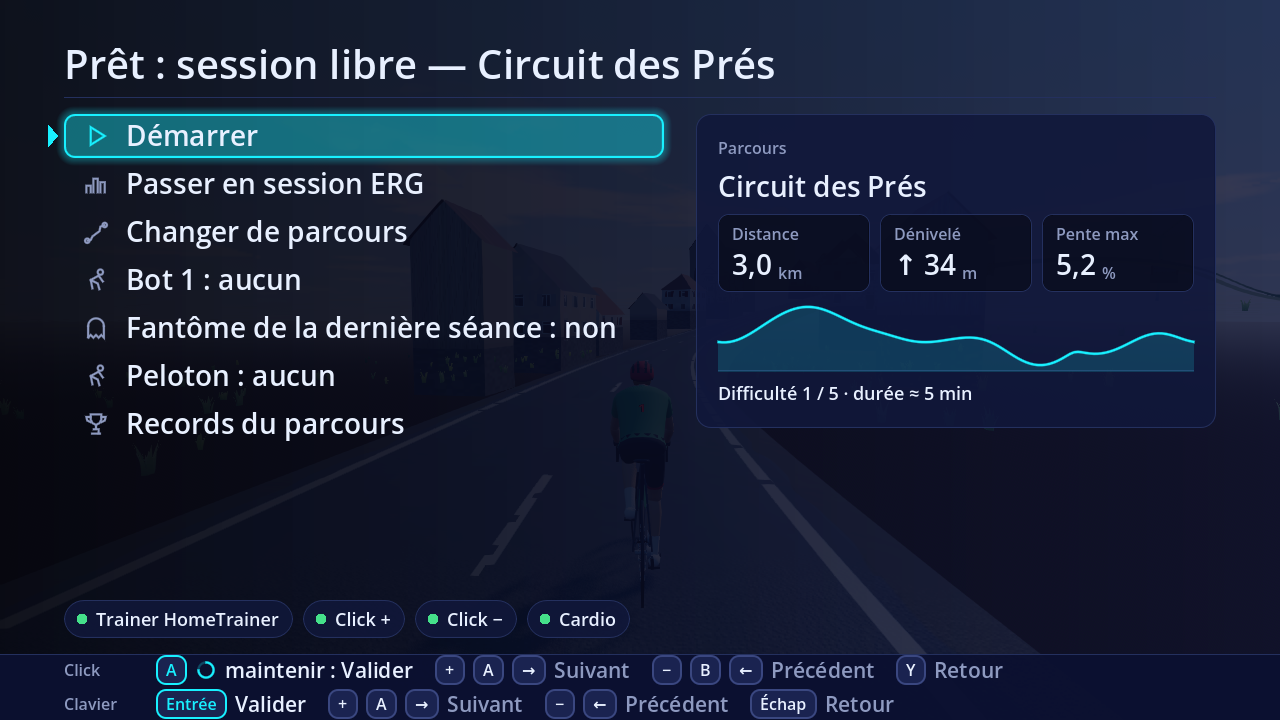 Prêt : session libre — Circuit des Prés
Démarrer
Passer en session ERG
Changer de parcours
Bot 1 : aucun
Fantôme de la dernière séance : non
Peloton : aucun
Records du parcours
Parcours
Circuit des Prés
Distance Dénivelé Pente max
3,0 km ↑ 34 m 5,2 %
Difficulté 1 / 5 · durée ≈ 5 min
Trainer HomeTrainer Click + Click − Cardio
Click A maintenir : Valider + A → Suivant − B ← Précédent Y Retour
Clavier Entrée Valider + A → Suivant − ← Précédent Échap Retour